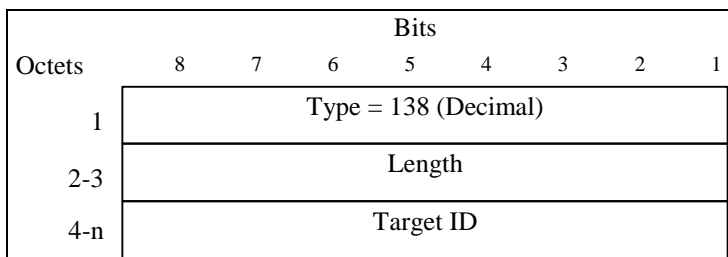 Bits
Octets 8 7 6 5 4 3 2 1
1 Type = 138 (Decimal)
2-3 Length
4-n Target ID